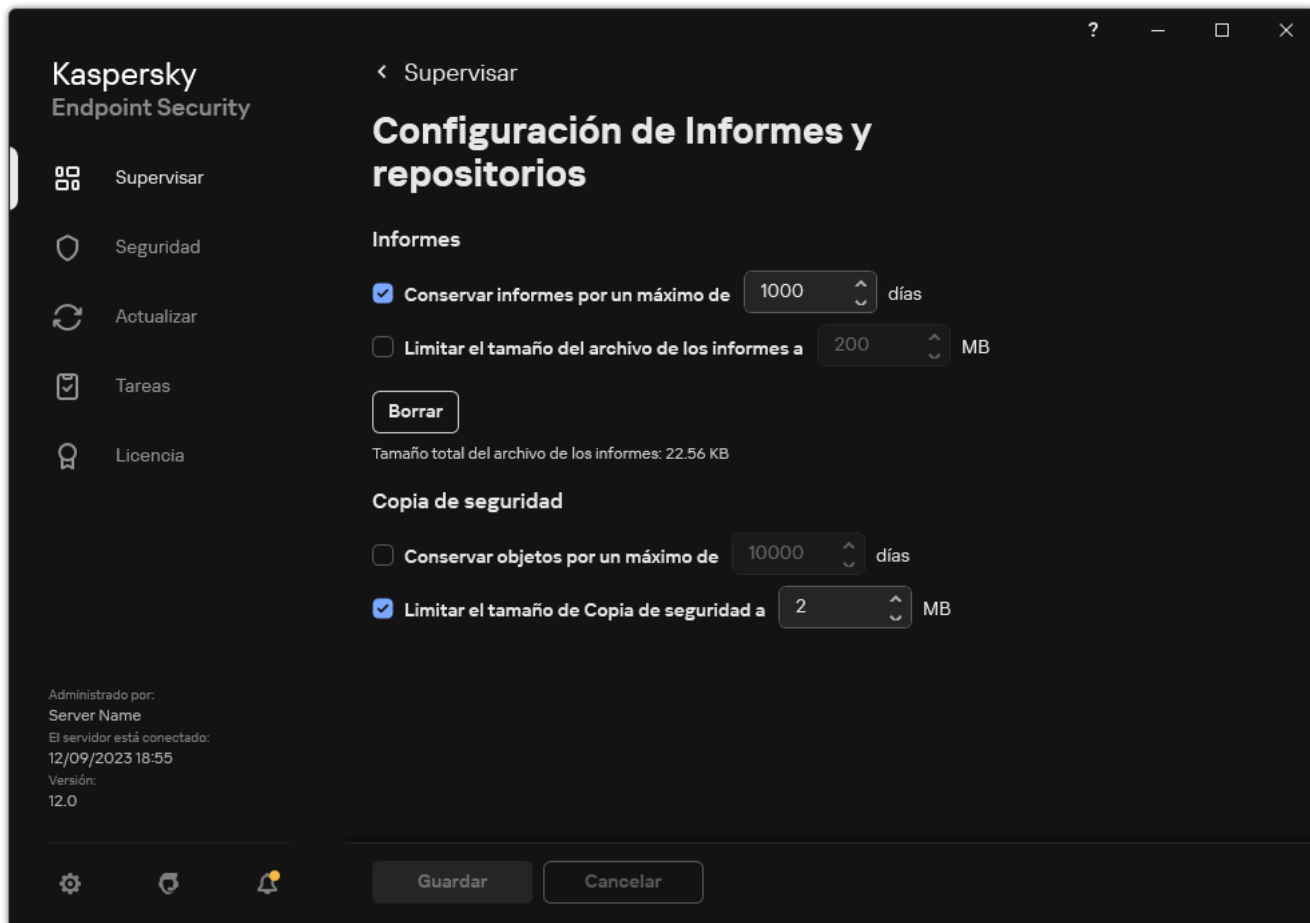 ?
Kaspersky
Endpoint Security
Supervisar
Seguridad
Actualizar
Tareas
Licencia
Administrado por:
Server Name
El servidor está conectado:
12/09/2023 18:55
Versión:
12.0
Supervisar
Configuración de Informes y
repositorios
Informes
Conservar informes por un máximo de 1000 días
Limitar el tamaño del archivo de los informes a 200 MB
Borrar
Tamaño total del archivo de los informes: 22.56 KB
Copia de seguridad
Conservar objetos por un máximo de 10000 días
Limitar el tamaño de Copia de seguridad a 2 MB
Guardar Cancelar